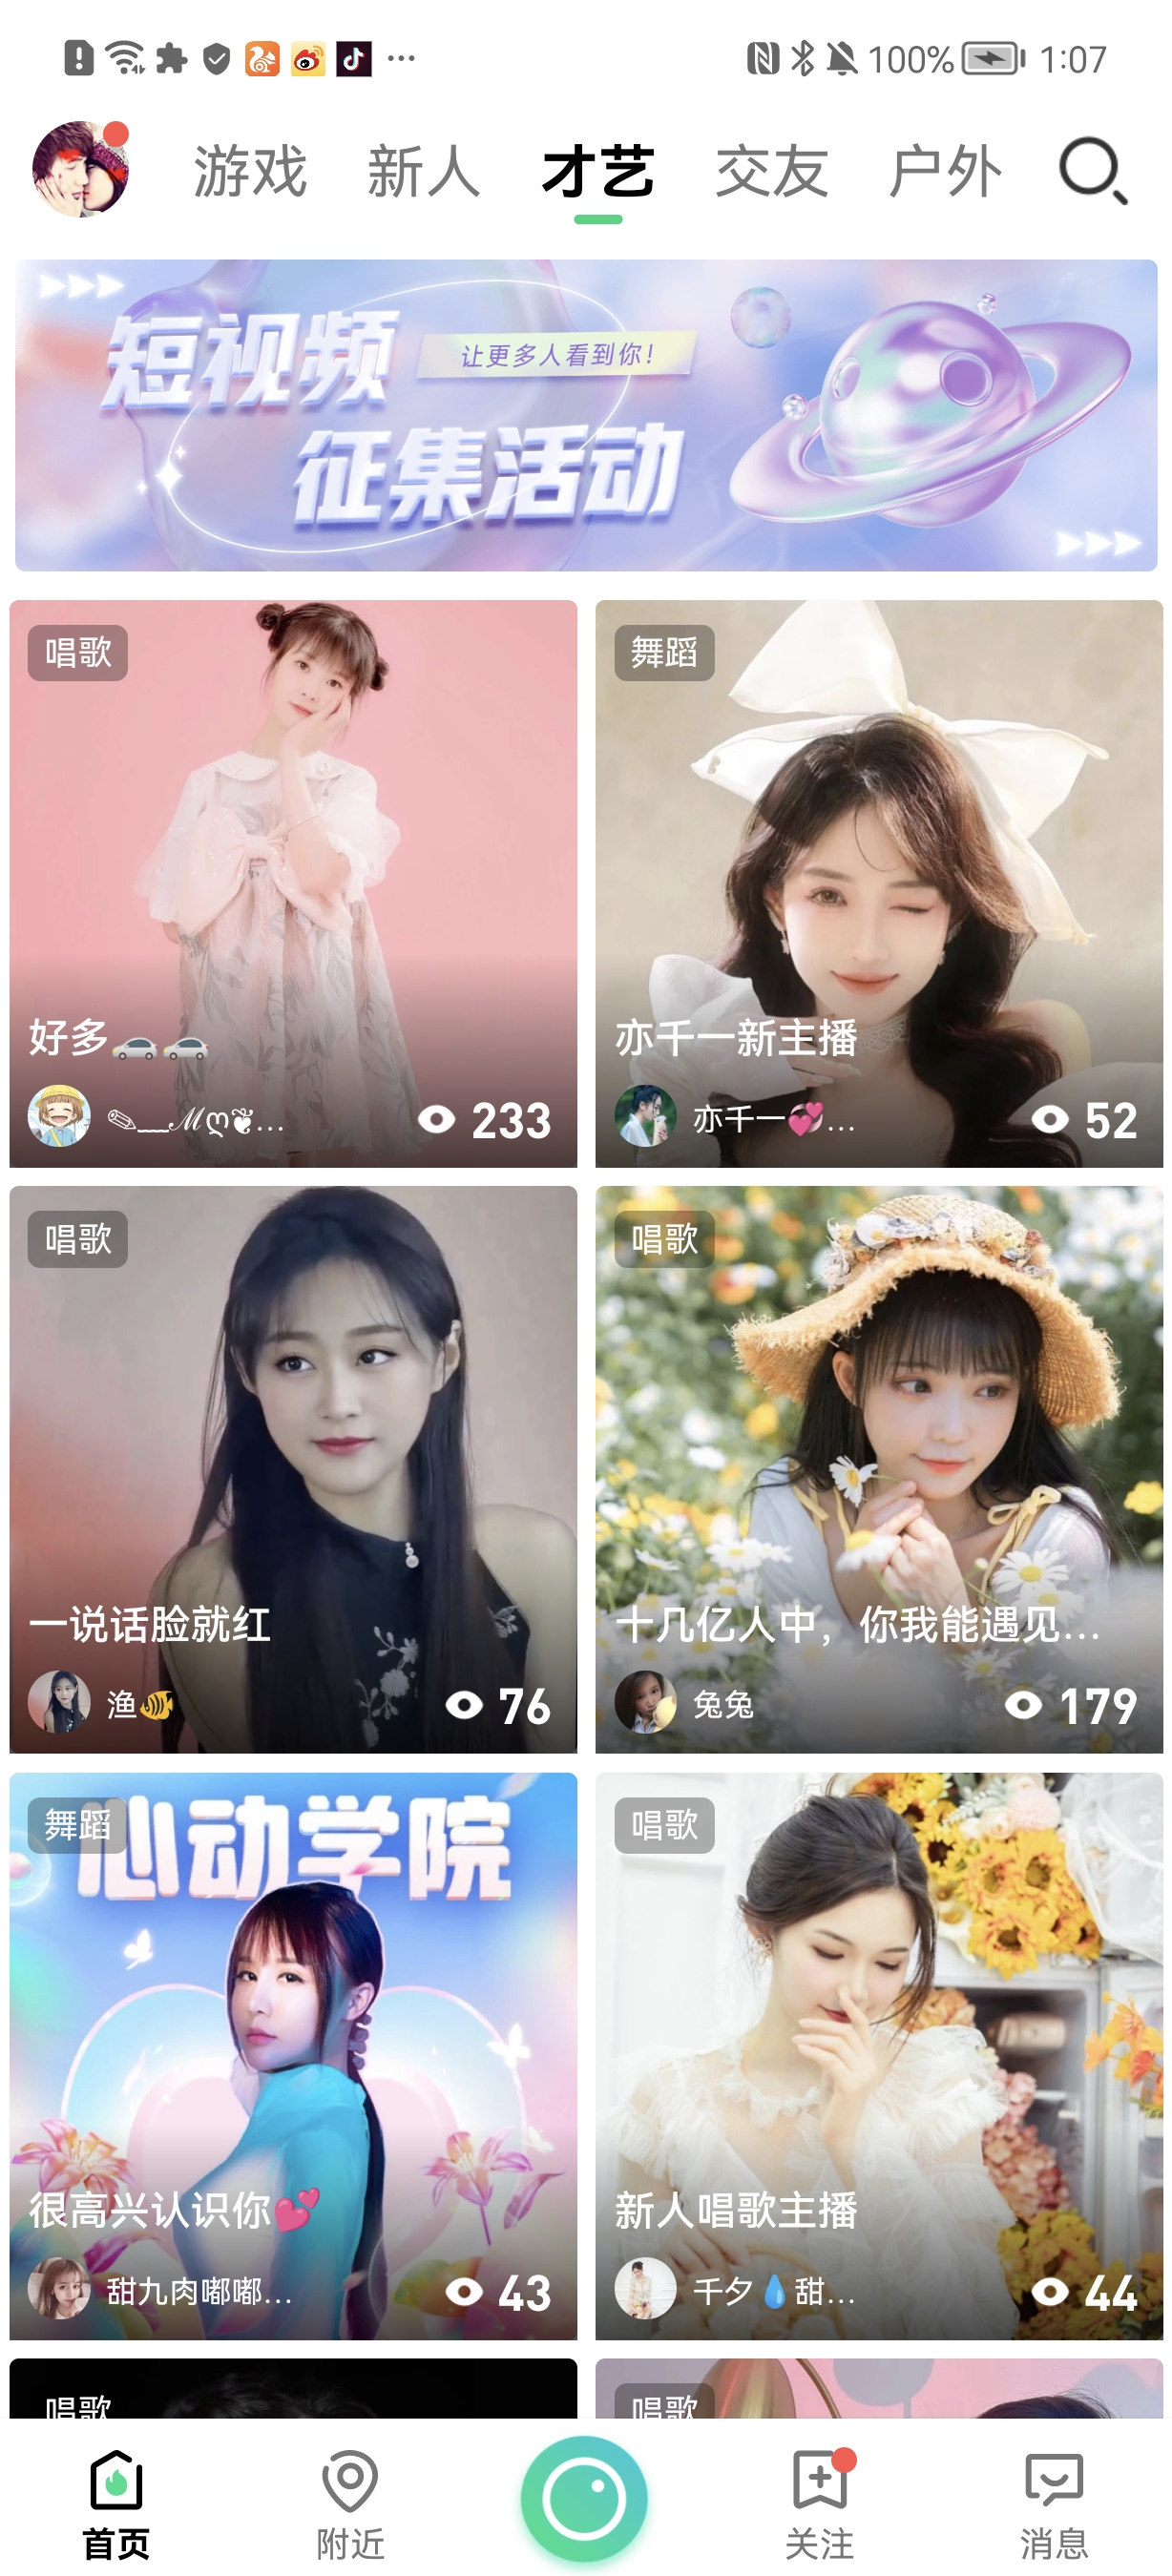 100% 1:07
游戏 新人 才艺 交友 户外
短视频
让更多人看到你!
征集活动
唱歌
好多🚗🚗
✎﹏ℳღ❦...
233
舞蹈
亦千一新主播
亦千一💞...
52
唱歌
一说话脸就红
渔🐠
76
唱歌
十几亿人中，你我能遇见...
兔兔
179
舞蹈
心动学院
很高兴认识你💕
甜九肉嘟嘟...
43
唱歌
新人唱歌主播
千夕💧甜...
44
唱歌
唱歌
首页 附近 关注 消息